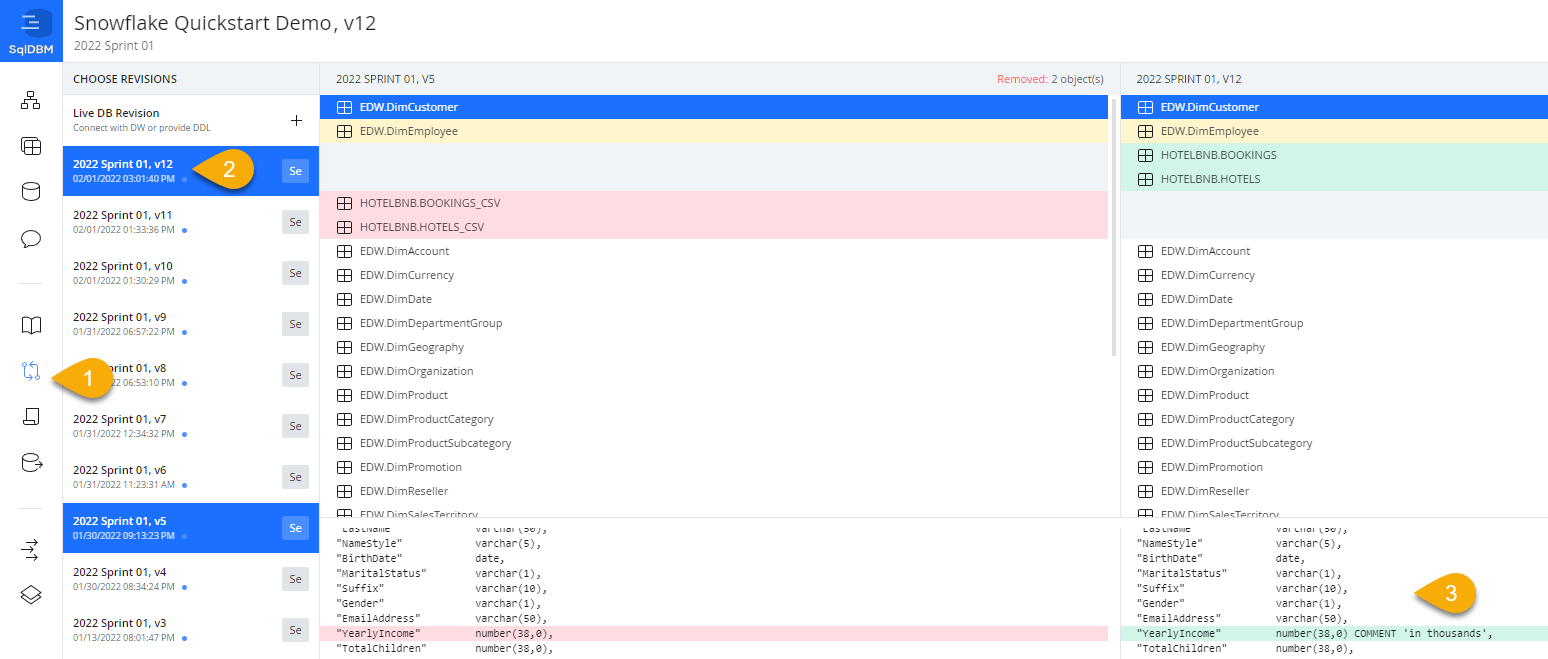 SqlDBM
Snowflake Quickstart Demo, v12
2022 Sprint 01
CHOOSE REVISIONS
Live DB Revision
Connect with DW or provide DDL
2022 Sprint 01, v12
02/01/2022 03:01:40 PM
Se
2
2022 Sprint 01, v11
02/01/2022 01:33:36 PM
Se
2022 Sprint 01, v10
02/01/2022 01:30:29 PM
Se
2022 Sprint 01, v9
01/31/2022 06:57:22 PM
Se
1
print 01, v8
2022 06:53:10 PM
Se
2022 Sprint 01, v7
01/31/2022 12:34:32 PM
Se
2022 Sprint 01, v6
01/31/2022 11:23:31 AM
Se
2022 Sprint 01, v5
01/30/2022 09:13:23 PM
Se
2022 Sprint 01, v4
01/30/2022 08:34:24 PM
Se
2022 Sprint 01, v3
01/13/2022 08:01:47 PM
Se
2022 SPRINT 01, V5
Removed: 2 object(s)
EDW.DimCustomer
EDW.DimEmployee
HOTELBNB.BOOKINGS_CSV
HOTELBNB.HOTELS_CSV
EDW.DimAccount
EDW.DimCurrency
EDW.DimDate
EDW.DimDepartmentGroup
EDW.DimGeography
EDW.DimOrganization
EDW.DimProduct
EDW.DimProductCategory
EDW.DimProductSubcategory
EDW.DimPromotion
EDW.DimReseller
EDW.DimSalesTerritory
"LastName" varchar(50),
"NameStyle" varchar(5),
"BirthDate" date,
"MaritalStatus" varchar(1),
"Suffix" varchar(10),
"Gender" varchar(1),
"EmailAddress" varchar(50),
"YearlyIncome" number(38,0),
"TotalChildren" number(38,0),
2022 SPRINT 01, V12
EDW.DimCustomer
EDW.DimEmployee
HOTELBNB.BOOKINGS
HOTELBNB.HOTELS
EDW.DimAccount
EDW.DimCurrency
EDW.DimDate
EDW.DimDepartmentGroup
EDW.DimGeography
EDW.DimOrganization
EDW.DimProduct
EDW.DimProductCategory
EDW.DimProductSubcategory
EDW.DimPromotion
EDW.DimReseller
EDW.DimSalesTerritory
"LastName" varchar(50),
"NameStyle" varchar(5),
"BirthDate" date,
"MaritalStatus" varchar(1),
"Suffix" varchar(10),
"Gender" varchar(1),
"EmailAddress" varchar(50),
"YearlyIncome" number(38,0) COMMENT 'in thousands',
"TotalChildren" number(38,0),
3